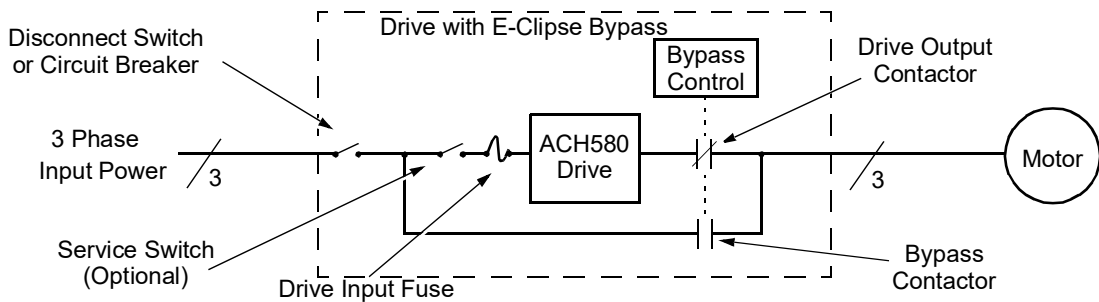 Drive with E-Clipse Bypass
Disconnect Switch
or Circuit Breaker
Bypass
Control
Drive Output
Contactor
3 Phase
Input Power
3
ACH580
Drive
3
Motor
Service Switch
(Optional)
Drive Input Fuse
Bypass
Contactor